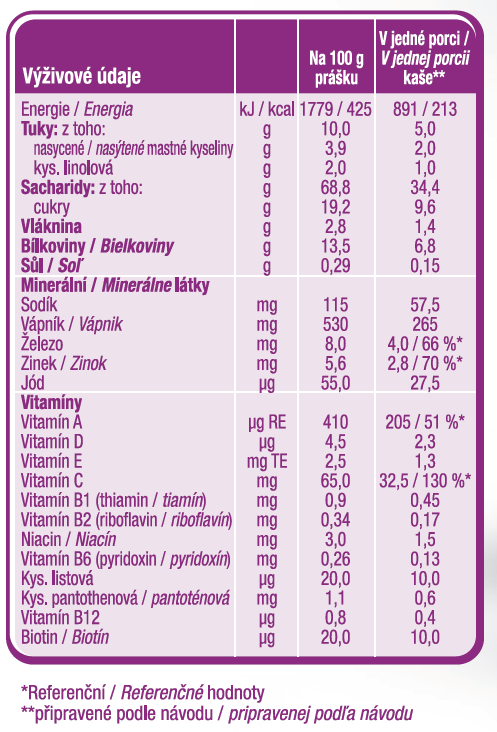 Výživové údaje Na 100 g prášku V jedné porci / V jednej porcii kaše**
Energie / Energia kJ / kcal 1779 / 425 891 / 213
Tuky: z toho: g 10,0 5,0
nasycené / nasýtené mastné kyseliny g 3,9 2,0
kys. linolová g 2,0 1,0
Sacharidy: z toho: g 68,8 34,4
cukry g 19,2 9,6
Vláknina g 2,8 1,4
Bílkoviny / Bielkoviny g 13,5 6,8
Sůl / Soľ g 0,29 0,15
Minerální / Minerálne látky
Sodík mg 115 57,5
Vápník / Vápnik mg 530 265
Železo mg 8,0 4,0 / 66 %*
Zinek / Zinok mg 5,6 2,8 / 70 %*
Jód µg 55,0 27,5
Vitamíny
Vitamín A µg RE 410 205 / 51 %*
Vitamín D µg 4,5 2,3
Vitamín E mg TE 2,5 1,3
Vitamín C mg 65,0 32,5 / 130 %*
Vitamín B1 (thiamin / tiamín) mg 0,9 0,45
Vitamín B2 (riboflavin / riboflavín) mg 0,34 0,17
Niacin / Niacín mg 3,0 1,5
Vitamín B6 (pyridoxin / pyridoxín) mg 0,26 0,13
Kys. listová µg 20,0 10,0
Kys. pantothenová / pantoténová mg 1,1 0,6
Vitamín B12 µg 0,8 0,4
Biotin / Biotín µg 20,0 10,0
*Referenční / Referenčné hodnoty
**připravené podle návodu / pripravenej podľa návodu